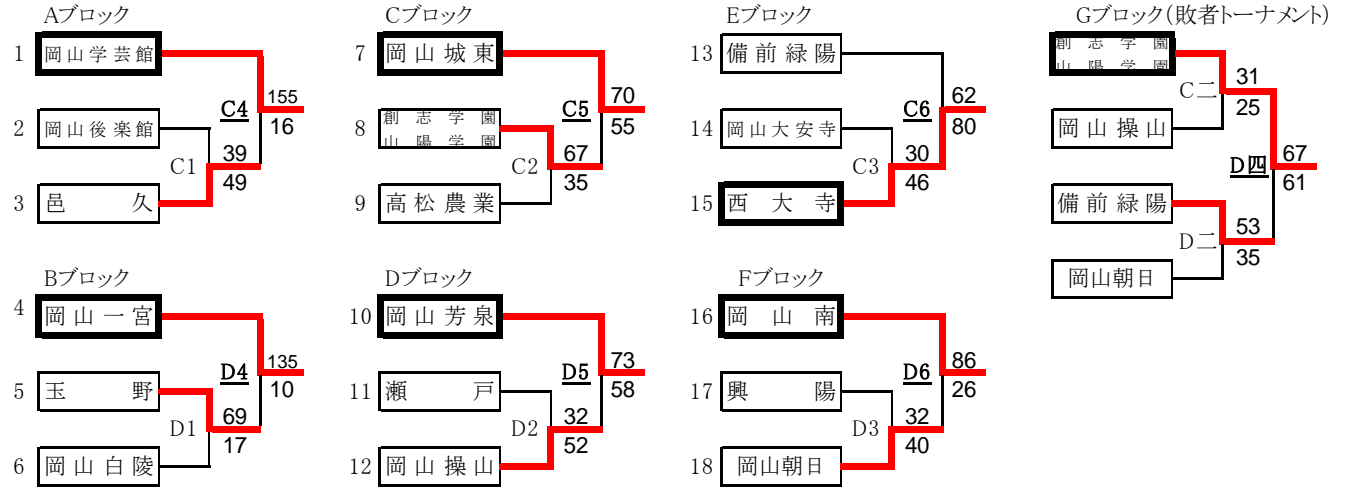 Aブロック
1 岡山学芸館
155
C4
16
2 岡山後楽館
39
C1
49
3 邑久
Bブロック
4 岡山一宮
135
D4
10
5 玉野
69
D1
17
6 岡山白陵
Cブロック
7 岡山城東
70
C5
55
8 創志学園
山陽学園
67
C2
35
9 高松農業
Dブロック
10 岡山芳泉
73
D5
58
11 瀬戸
32
D2
52
12 岡山操山
Eブロック
13 備前緑陽
62
C6
80
14 岡山大安寺
30
C3
46
15 西大寺
Fブロック
16 岡山南
86
D6
26
17 興陽
32
D3
40
18 岡山朝日
Gブロック(敗者トーナメント)
創志学園
山陽学園
31
C二
25
岡山操山
67
D四
61
備前緑陽
53
D二
35
岡山朝日